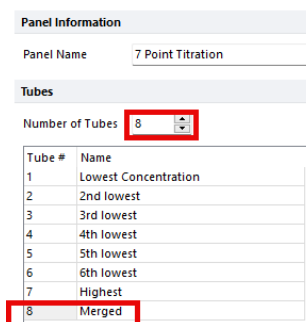 Panel Information
Panel Name 7 Point Titration
Tubes
Number of Tubes 8
Tube # Name
1 Lowest Concentration
2 2nd lowest
3 3rd lowest
4 4th lowest
5 5th lowest
6 6th lowest
7 Highest
8 Merged